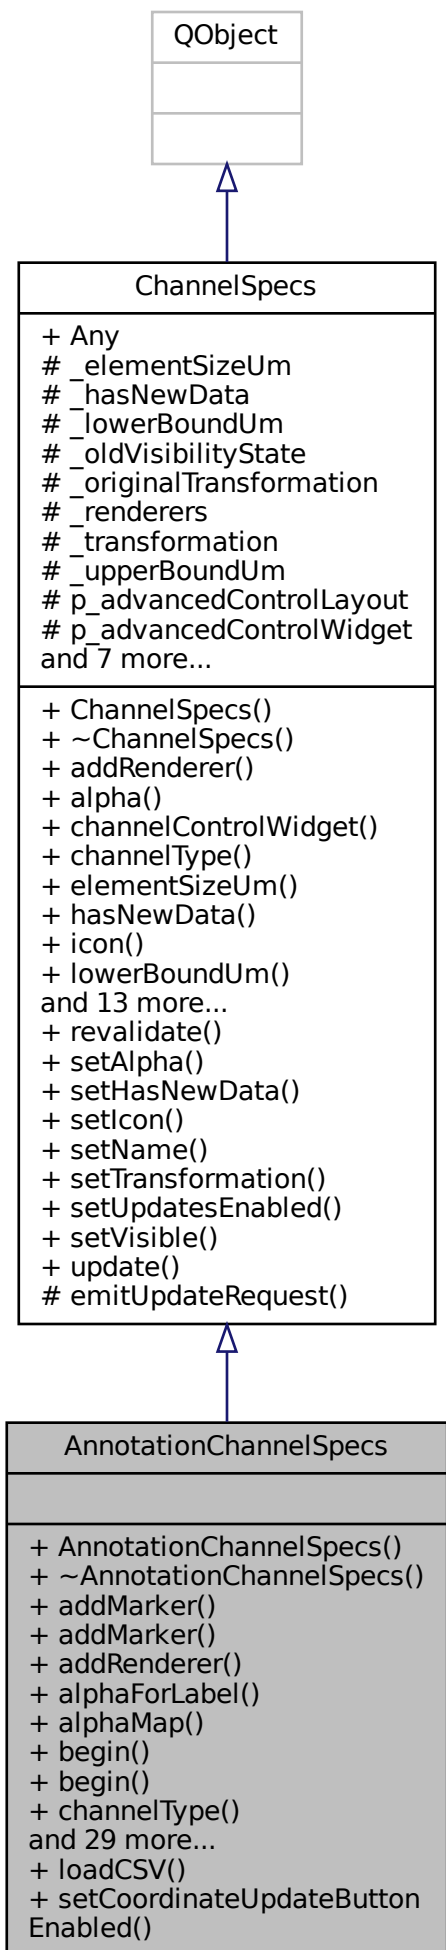 QObject
ChannelSpecs
+ Any
# _elementSizeUm
# _hasNewData
# _lowerBoundUm
# _oldVisibilityState
# _originalTransformation
# _renderers
# _transformation
# _upperBoundUm
# p_advancedControlLayout
# p_advancedControlWidget
and 7 more...
+ ChannelSpecs()
+ ~ChannelSpecs()
+ addRenderer()
+ alpha()
+ channelControlWidget()
+ channelType()
+ elementSizeUm()
+ hasNewData()
+ icon()
+ lowerBoundUm()
and 13 more...
+ revalidate()
+ setAlpha()
+ setHasNewData()
+ setIcon()
+ setName()
+ setTransformation()
+ setUpdatesEnabled()
+ setVisible()
+ update()
# emitUpdateRequest()
AnnotationChannelSpecs
+ AnnotationChannelSpecs()
+ ~AnnotationChannelSpecs()
+ addMarker()
+ addMarker()
+ addRenderer()
+ alphaForLabel()
+ alphaMap()
+ begin()
+ begin()
+ channelType()
and 29 more...
+ loadCSV()
+ setCoordinateUpdateButton
Enabled()